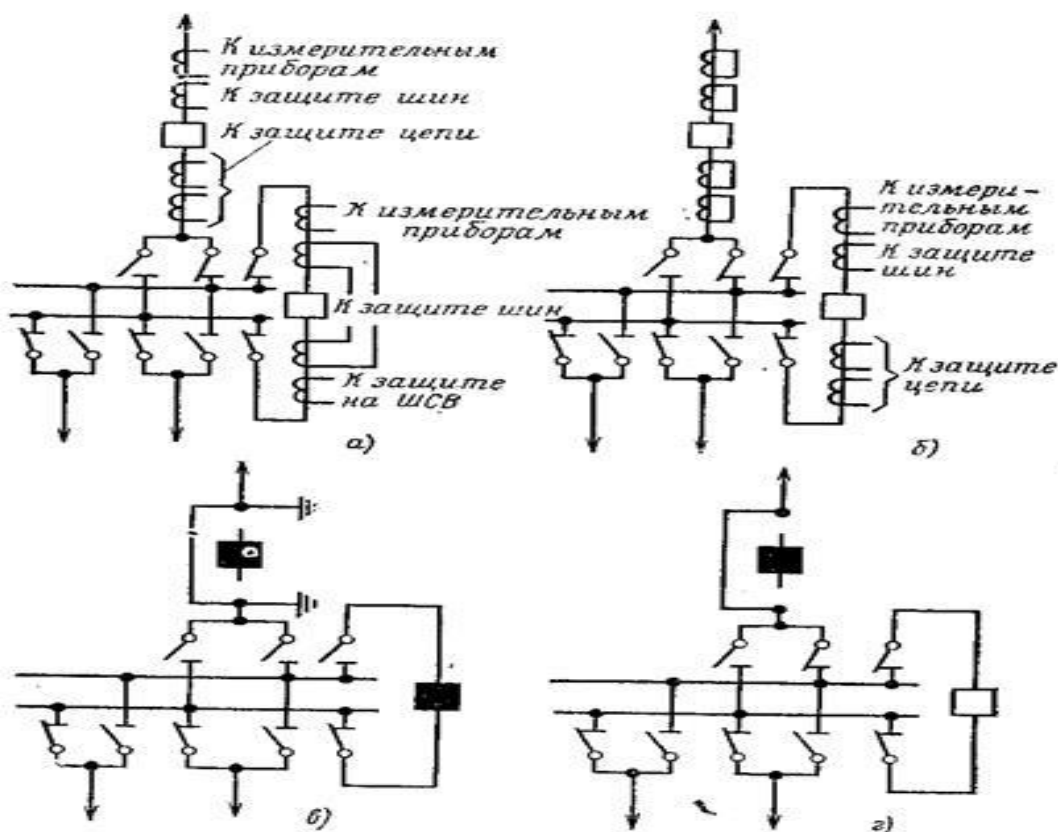 К измерительным
приборам
К защите шин
К защите цепи
К измерительным
приборам
К защите шин
К защите
на ШСВ
а)
К измери-
тельным
приборам
К защите
шин
К защите
цепи
б)
в)
г)